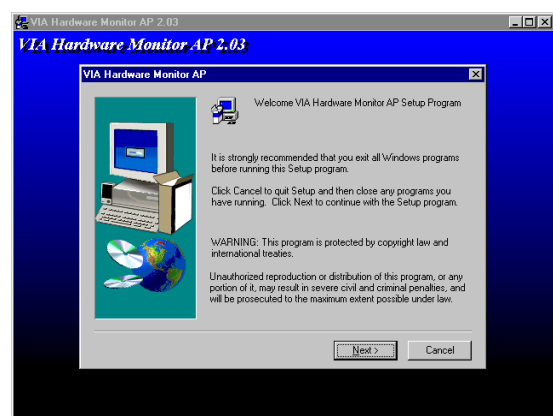 VIA Hardware Monitor AP 2.03
VIA Hardware Monitor AP 2.03
VIA Hardware Monitor AP
Welcome VIA Hardware Monitor AP Setup Program
It is strongly recommended that you exit all Windows programs
before running this Setup program.
Click Cancel to quit Setup and then close any programs you
have running. Click Next to continue with the Setup program.
WARNING: This program is protected by copyright law and
international treaties.
Unauthorized reproduction or distribution of this program, or any
portion of it, may result in severe civil and criminal penalties, and
will be prosecuted to the maximum extent possible under law.
Next >
Cancel